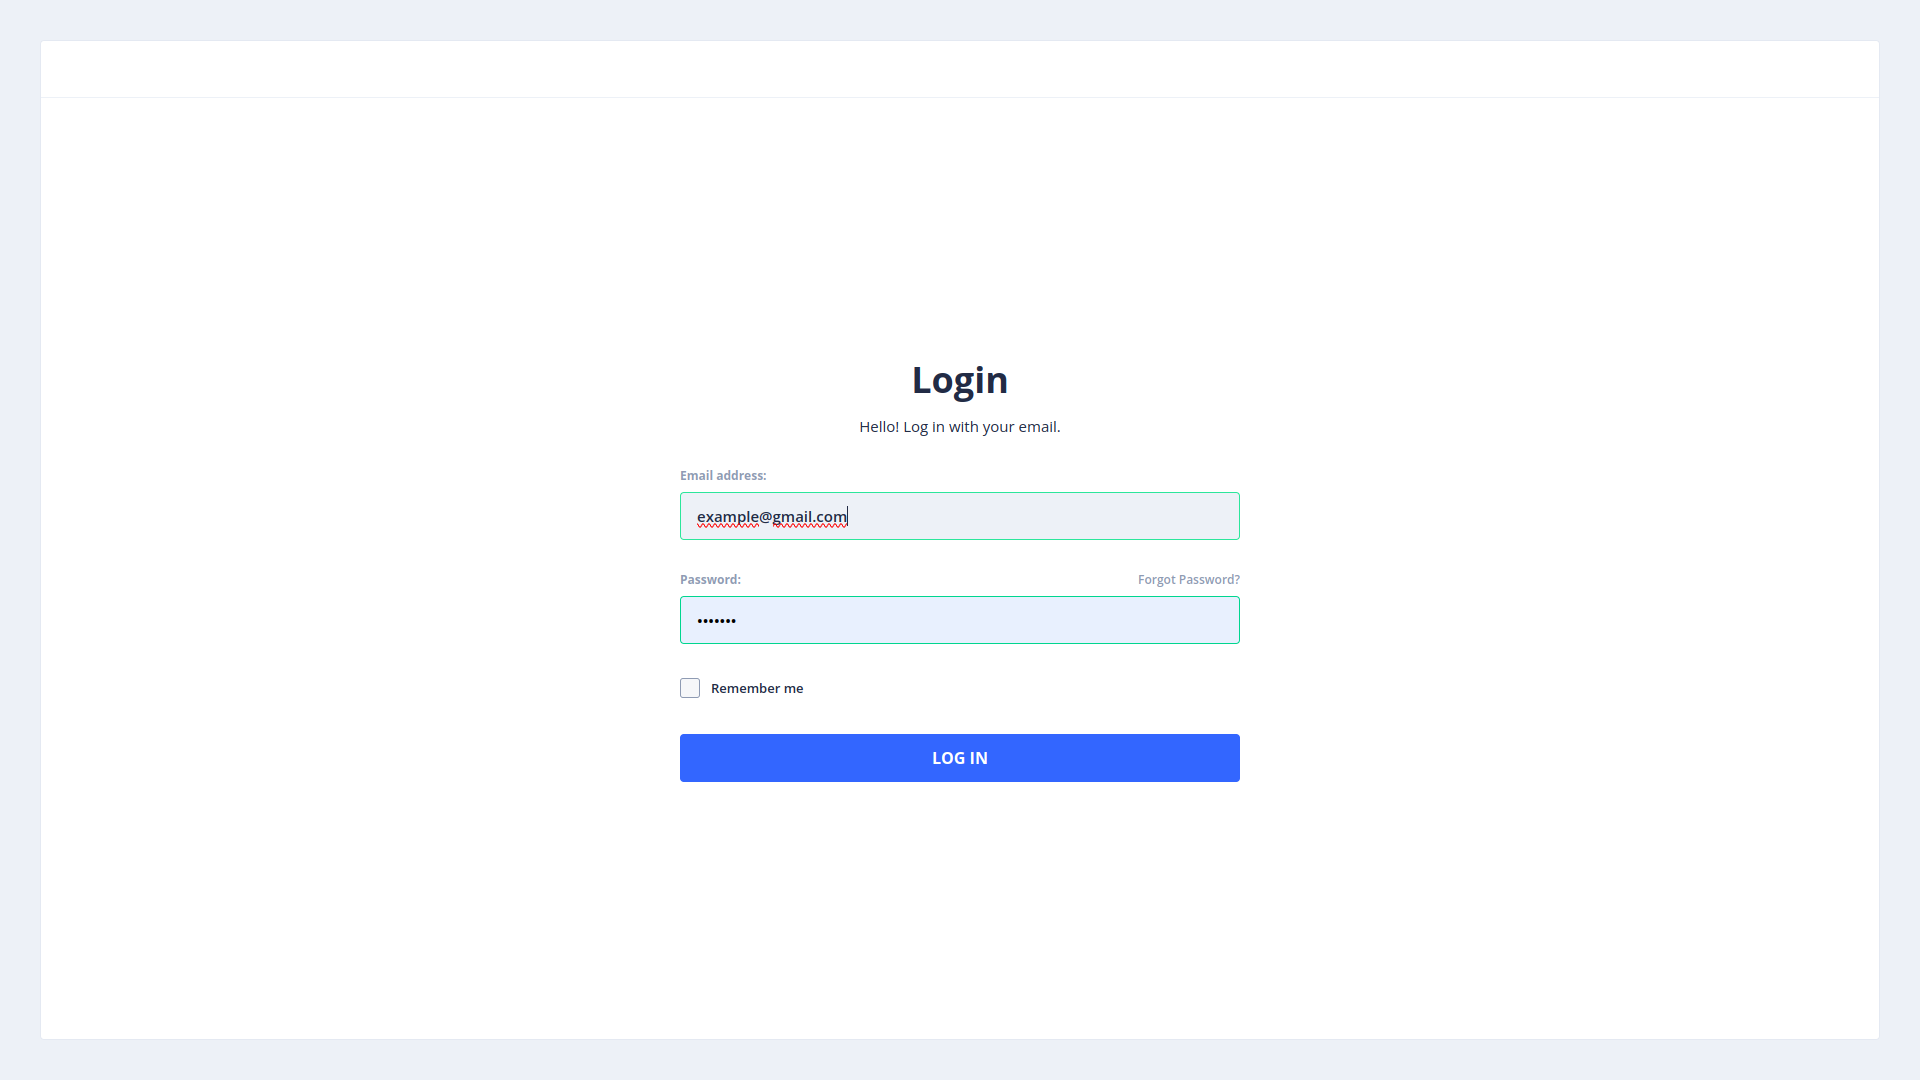 Login
Hello! Log in with your email.
Email address:
example@gmail.com
Password: Forgot Password?
•••••••
Remember me
LOG IN